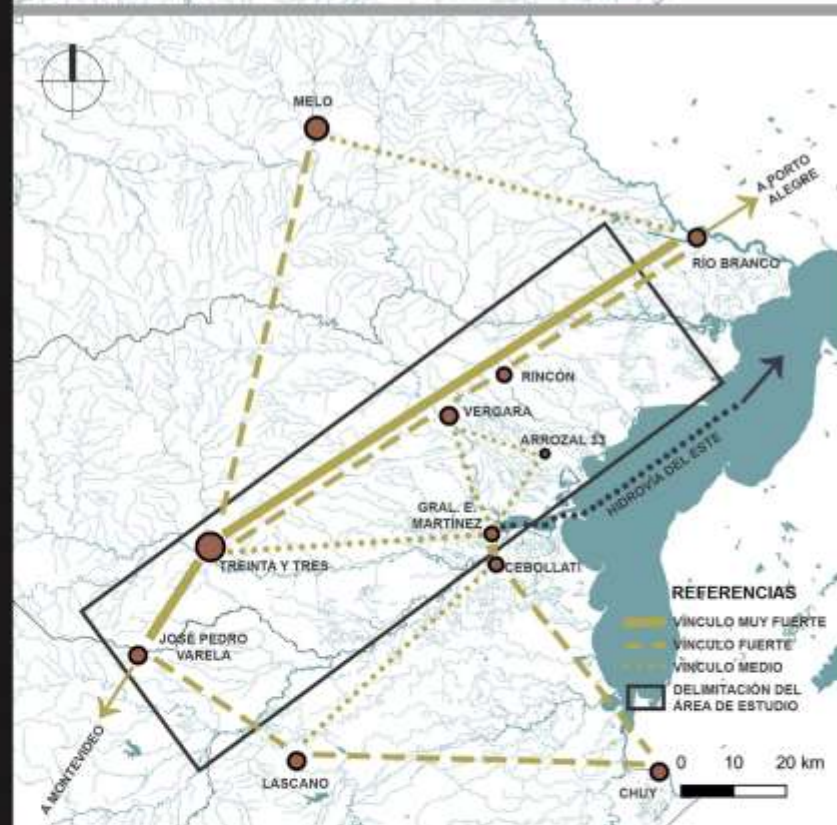 MELO
A PORTO
ALEGRE
RÍO BRANCO
RINCÓN
VERGARA
ARROZAL 33
HIDROVÍA DEL ESTE
GRAL. E.
MARTÍNEZ
TREINTA Y TRES
CEBOLLATÍ
JOSÉ PEDRO
VARELA
A MONTEVIDEO
LASCANO
CHUY
REFERENCIAS
VÍNCULO MUY FUERTE
VÍNCULO FUERTE
VÍNCULO MEDIO
DELIMITACIÓN DEL
ÁREA DE ESTUDIO
0 10 20 km